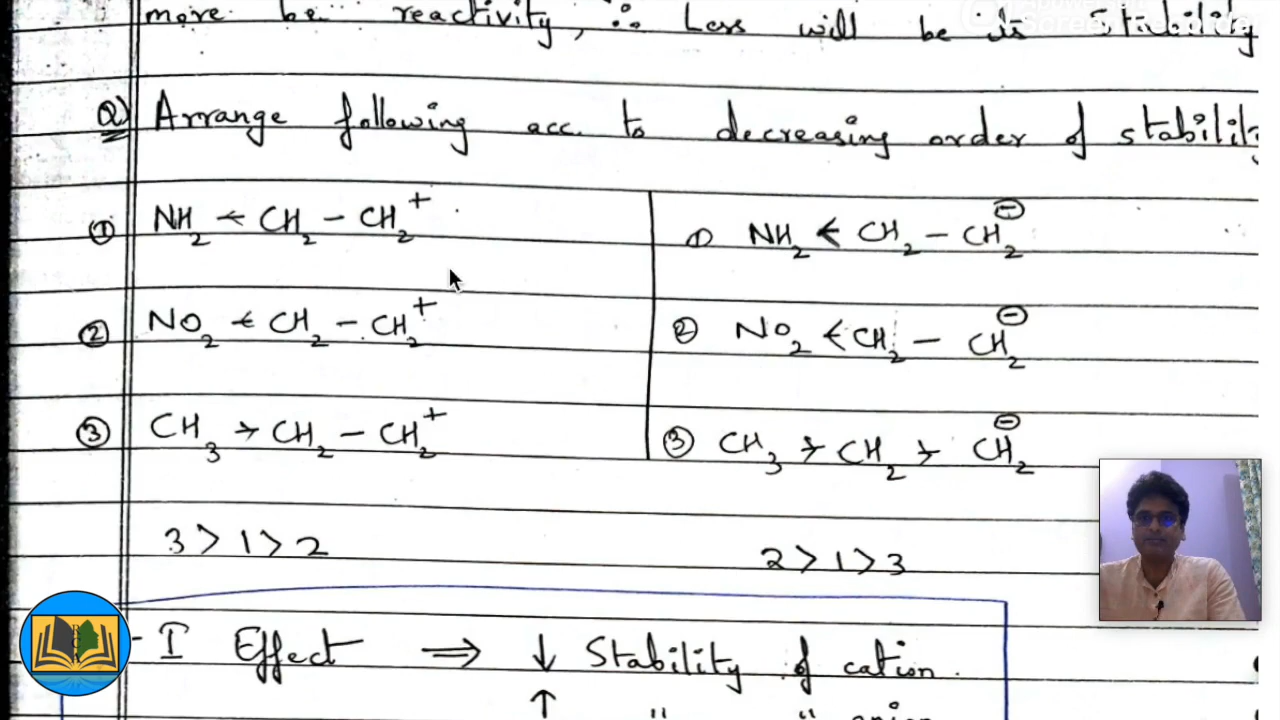 more be reactivity, ∴ Less will be its stability
Q) Arrange following acc. to decreasing order of stability
① NH₂ ← CH₂ – CH₂⁺
② NO₂ ← CH₂ – CH₂⁺
③ CH₃ → CH₂ – CH₂⁺
3 > 1 > 2
① NH₂ ← CH₂ – CH₂⊖
② NO₂ ← CH₂ – CH₂⊖
③ CH₃ → CH₂ → CH₂⊖
2 > 1 > 3
- I Effect ⇒ ↓ Stability of cation.
↑ " " anion